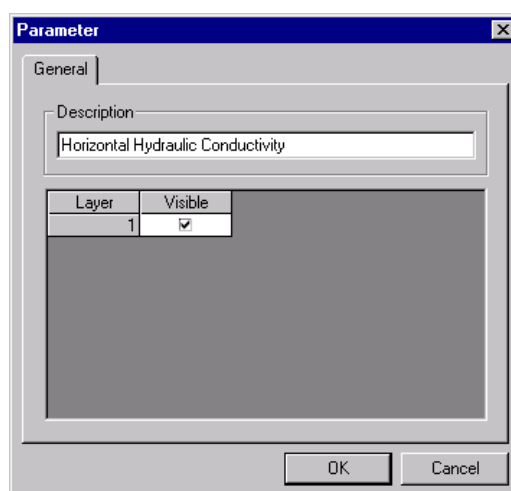 Parameter
General
Description
Horizontal Hydraulic Conductivity
Layer Visible
1
OK Cancel